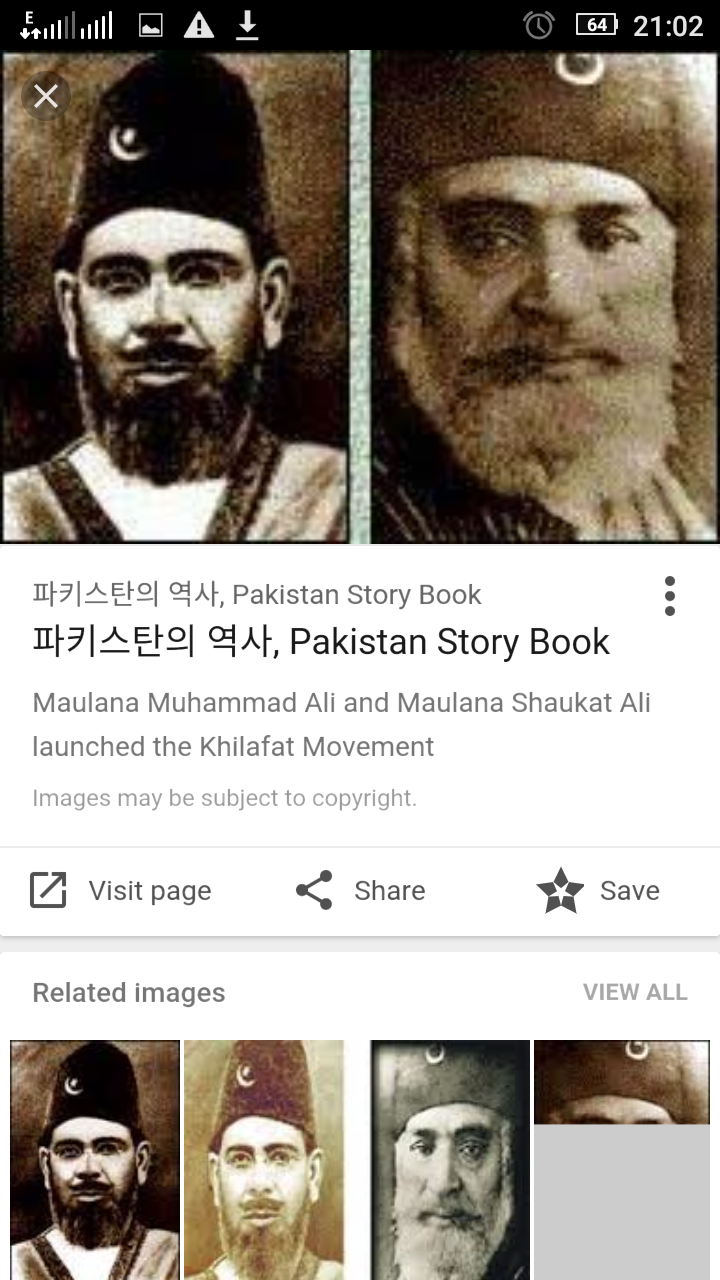 E 64 21:02
파키스탄의 역사, Pakistan Story Book
파키스탄의 역사, Pakistan Story Book
Maulana Muhammad Ali and Maulana Shaukat Ali
launched the Khilafat Movement
Images may be subject to copyright.
Visit page Share Save
Related images VIEW ALL